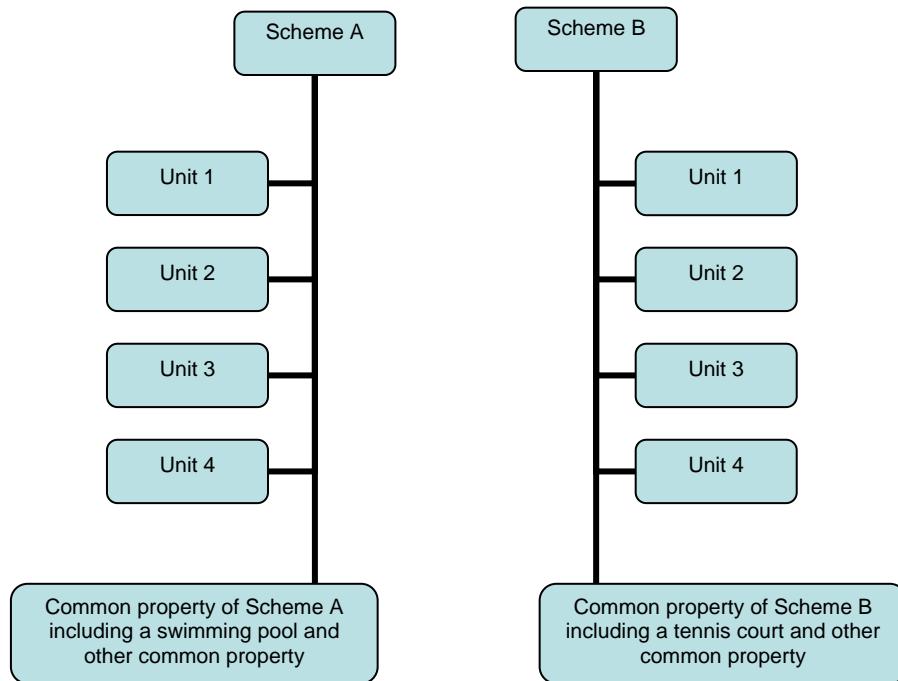 Scheme A
Unit 1
Unit 2
Unit 3
Unit 4
Common property of Scheme A
including a swimming pool and
other common property
Scheme B
Unit 1
Unit 2
Unit 3
Unit 4
Common property of Scheme B
including a tennis court and other
common property